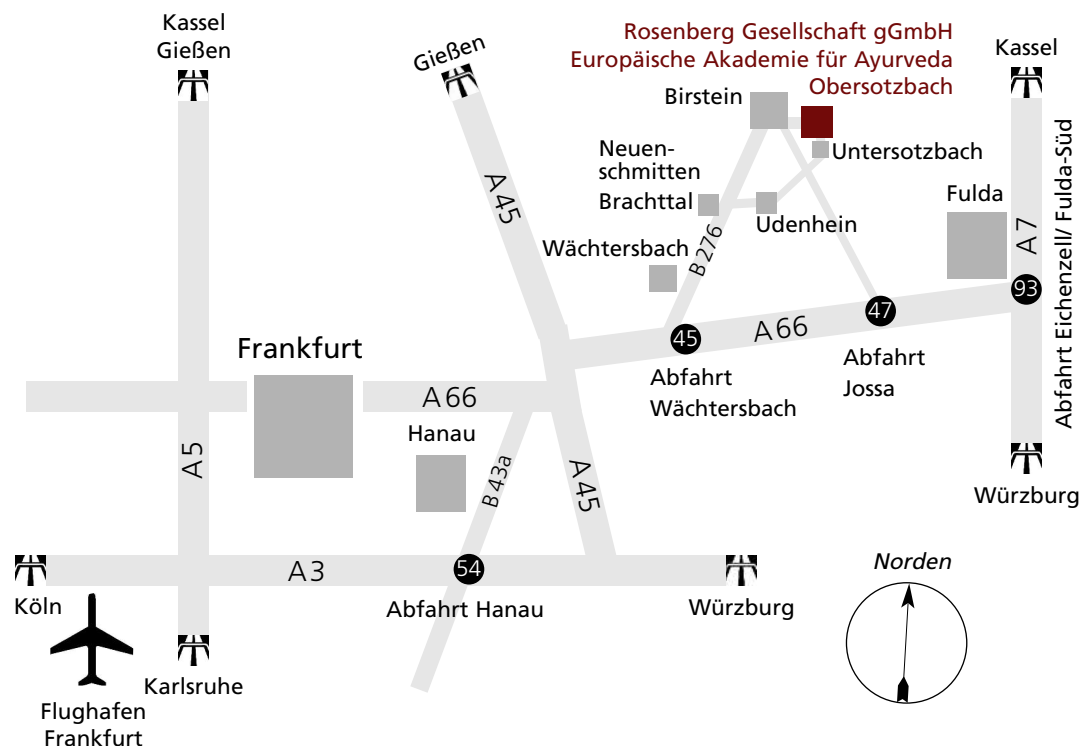 Kassel
Gießen
Gießen
Rosenberg Gesellschaft gGmbH
Europäische Akademie für Ayurveda
Obersotzbach
Kassel
Birstein
Untersotzbach
Neuen-
schmitten
Brachttal
Udenhein
Fulda
A 45
Wächtersbach
B 276
A 7
Abfahrt Eichenzell/ Fulda-Süd
93
47
45
A 66
Abfahrt
Wächtersbach
Abfahrt
Jossa
Frankfurt
A 66
Hanau
A 5
B 43a
A 45
Würzburg
A 3
54
Köln
Abfahrt Hanau
Würzburg
Norden
Karlsruhe
Flughafen
Frankfurt